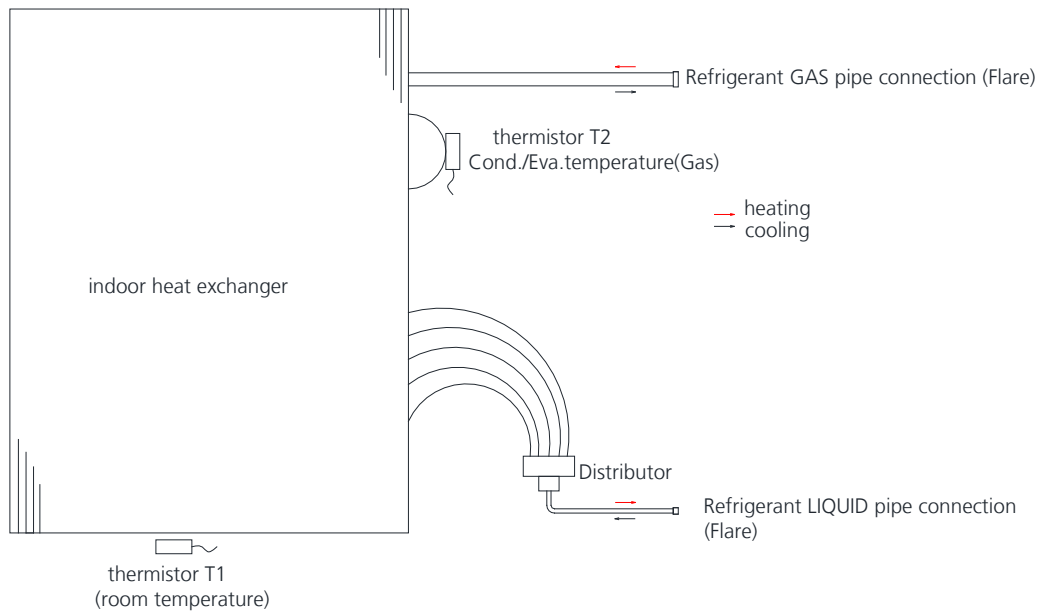 Refrigerant GAS pipe connection (Flare)
thermistor T2
Cond./Eva.temperature(Gas)
heating
cooling
indoor heat exchanger
Distributor
Refrigerant LIQUID pipe connection
(Flare)
thermistor T1
(room temperature)